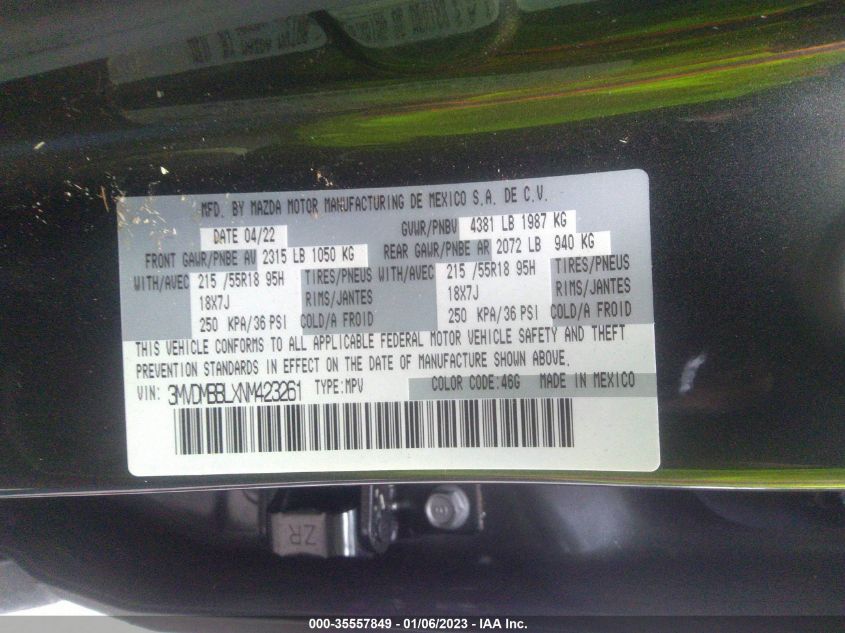 MFD. BY MAZDA MOTOR MANUFACTURING DE MEXICO S.A. DE C.V.
DATE 04/22 GVWR/PNBV 4381 LB 1987 KG
FRONT GAWR/PNBE AV 2315 LB 1050 KG REAR GAWR/PNBE AR 2072 LB 940 KG
WITH/AVEC 215 /55R18 95H TIRES/PNEUS WITH/AVEC 215 /55R18 95H TIRES/PNEUS
18X7J RIMS/JANTES 18X7J RIMS/JANTES
250 KPA/36 PSI COLD/A FROID 250 KPA/36 PSI COLD/A FROID
THIS VEHICLE CONFORMS TO ALL APPLICABLE FEDERAL MOTOR VEHICLE SAFETY AND THEFT
PREVENTION STANDARDS IN EFFECT ON THE DATE OF MANUFACTURE SHOWN ABOVE.
VIN: 3MVDMBBLXNM423261 TYPE:MPV COLOR CODE:46G MADE IN MEXICO
ZR
000-35557849 - 01/06/2023 - IAA Inc.